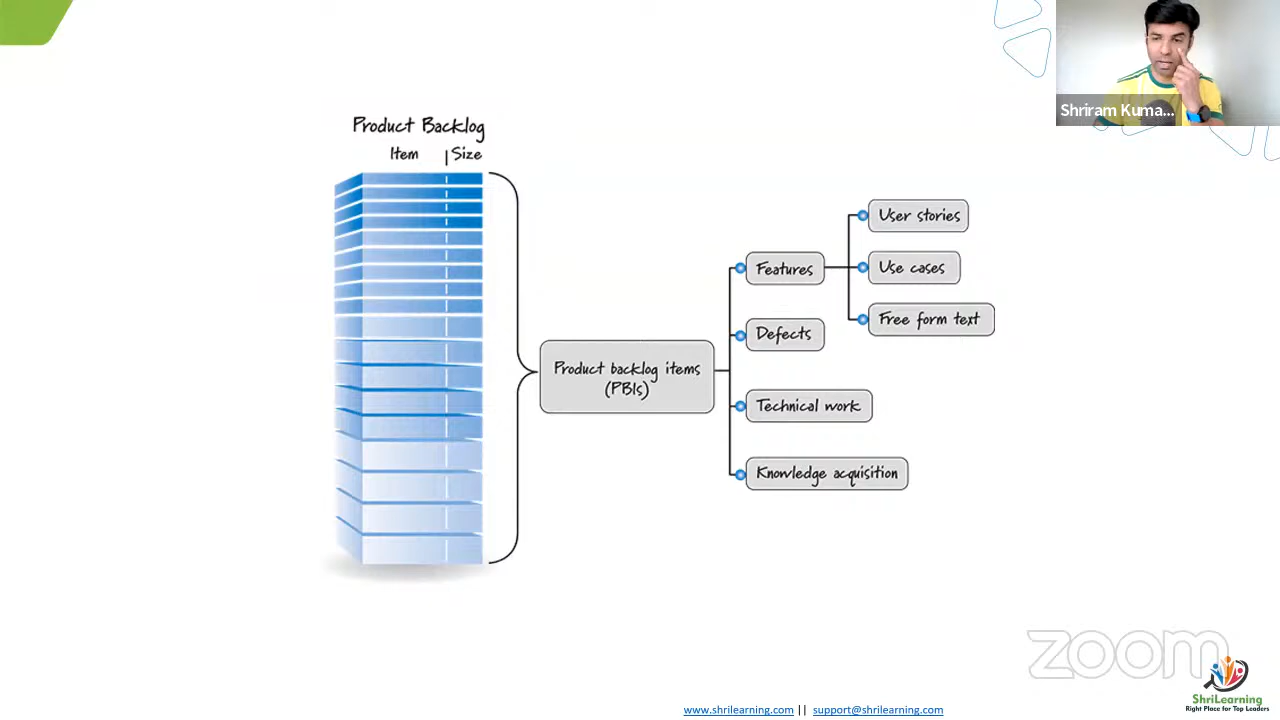 Shriram Kuma...
Product Backlog
Item | Size
Product backlog items
(PBIs)
Features
Defects
Technical work
Knowledge acquisition
User stories
Use cases
Free form text
zoom
ShriLearning
Right Place for Top Leaders
www.shrilearning.com || support@shrilearning.com